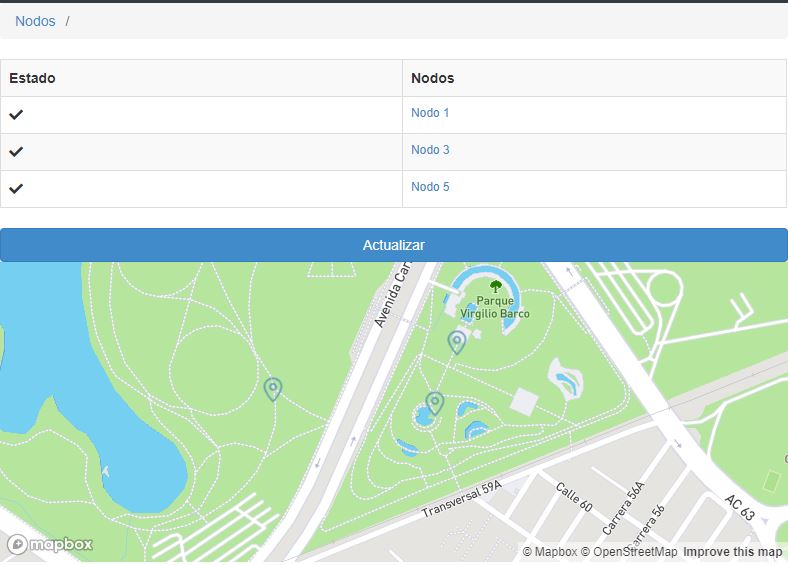 Nodos /
Estado Nodos
Nodo 1
Nodo 3
Nodo 5
Actualizar
Avenida Car
Parque
Virgilio Barco
Transversal 59A
Calle 60
Carrera 56A
Carrera 56
AC 63
mapbox
© Mapbox © OpenStreetMap Improve this map